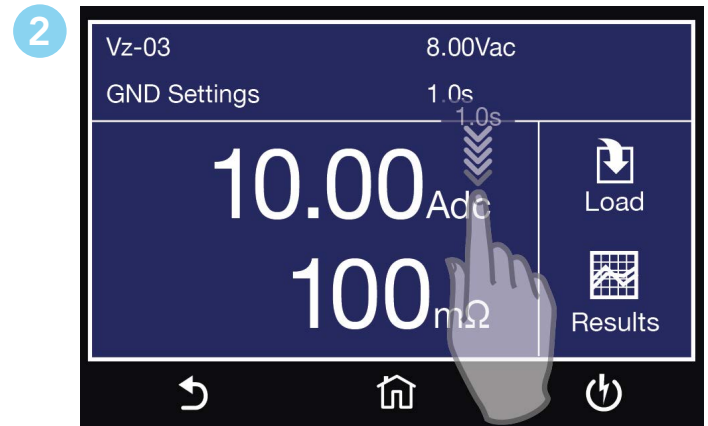 2
Vz-03 8.00Vac
GND Settings 1.0s
1.0s
10.00Adc
Load
100mΩ
Results